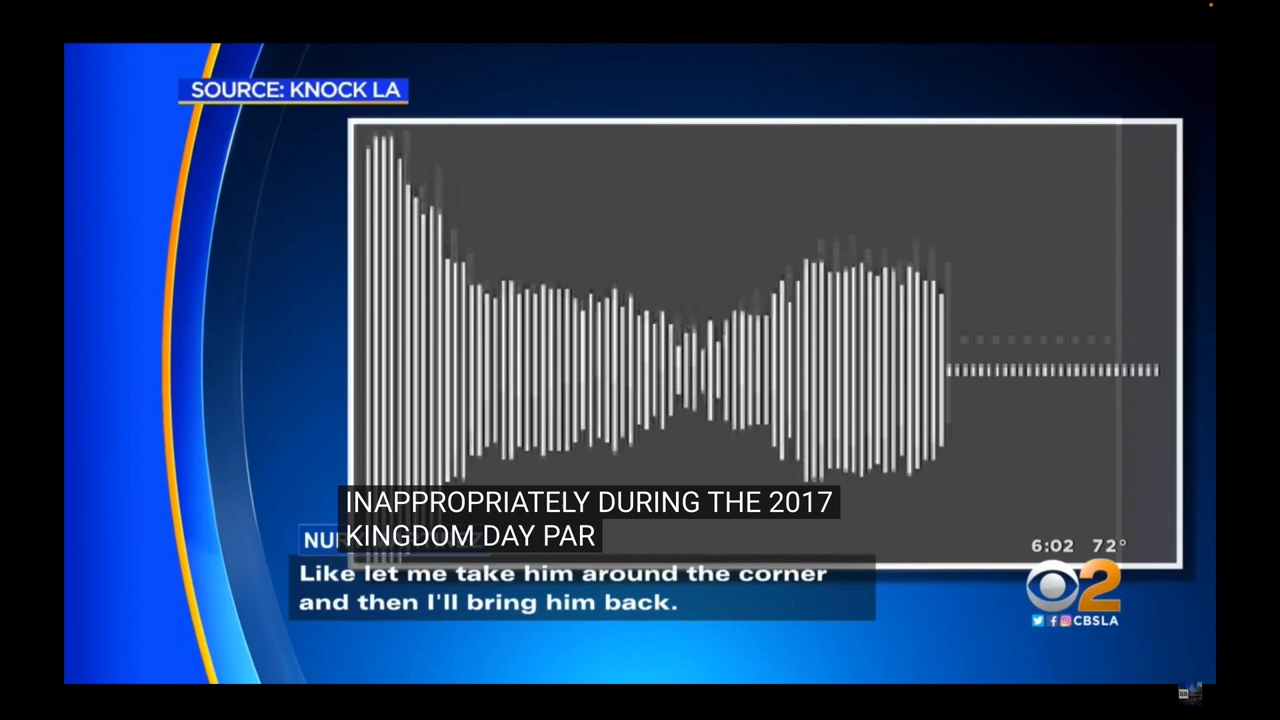 SOURCE: KNOCK LA
INAPPROPRIATELY DURING THE 2017
KINGDOM DAY PAR
Like let me take him around the corner
and then I'll bring him back.
6:02 72°
2
CBSLA